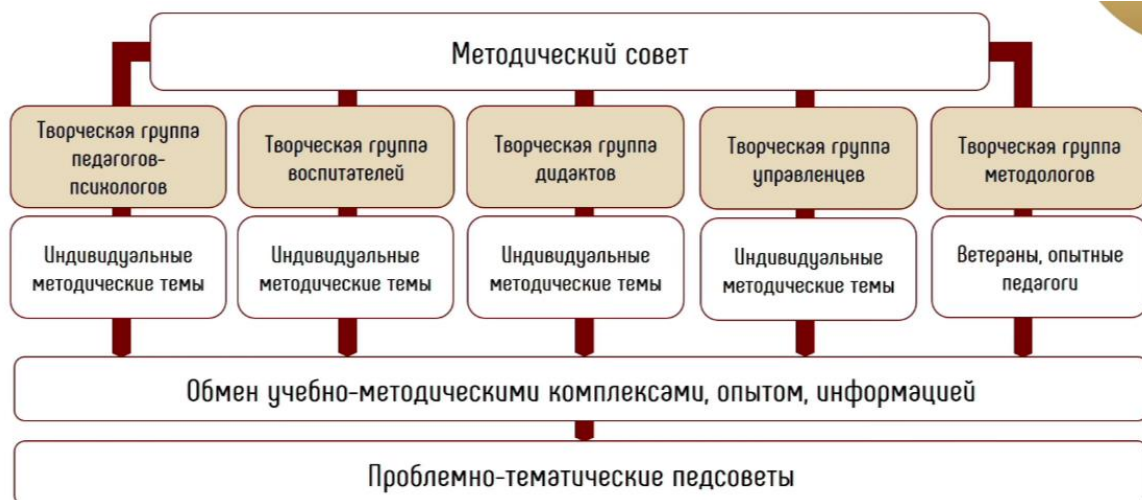 Методический совет
Творческая группа
педагогов-
психологов
Творческая группа
воспитателей
Творческая группа
дидактов
Творческая группа
управленцев
Творческая группа
методологов
Индивидуальные
методические темы
Индивидуальные
методические темы
Индивидуальные
методические темы
Индивидуальные
методические темы
Ветераны, опытные
педагоги
Обмен учебно-методическими комплексами, опытом, информацией
Проблемно-тематические педсоветы